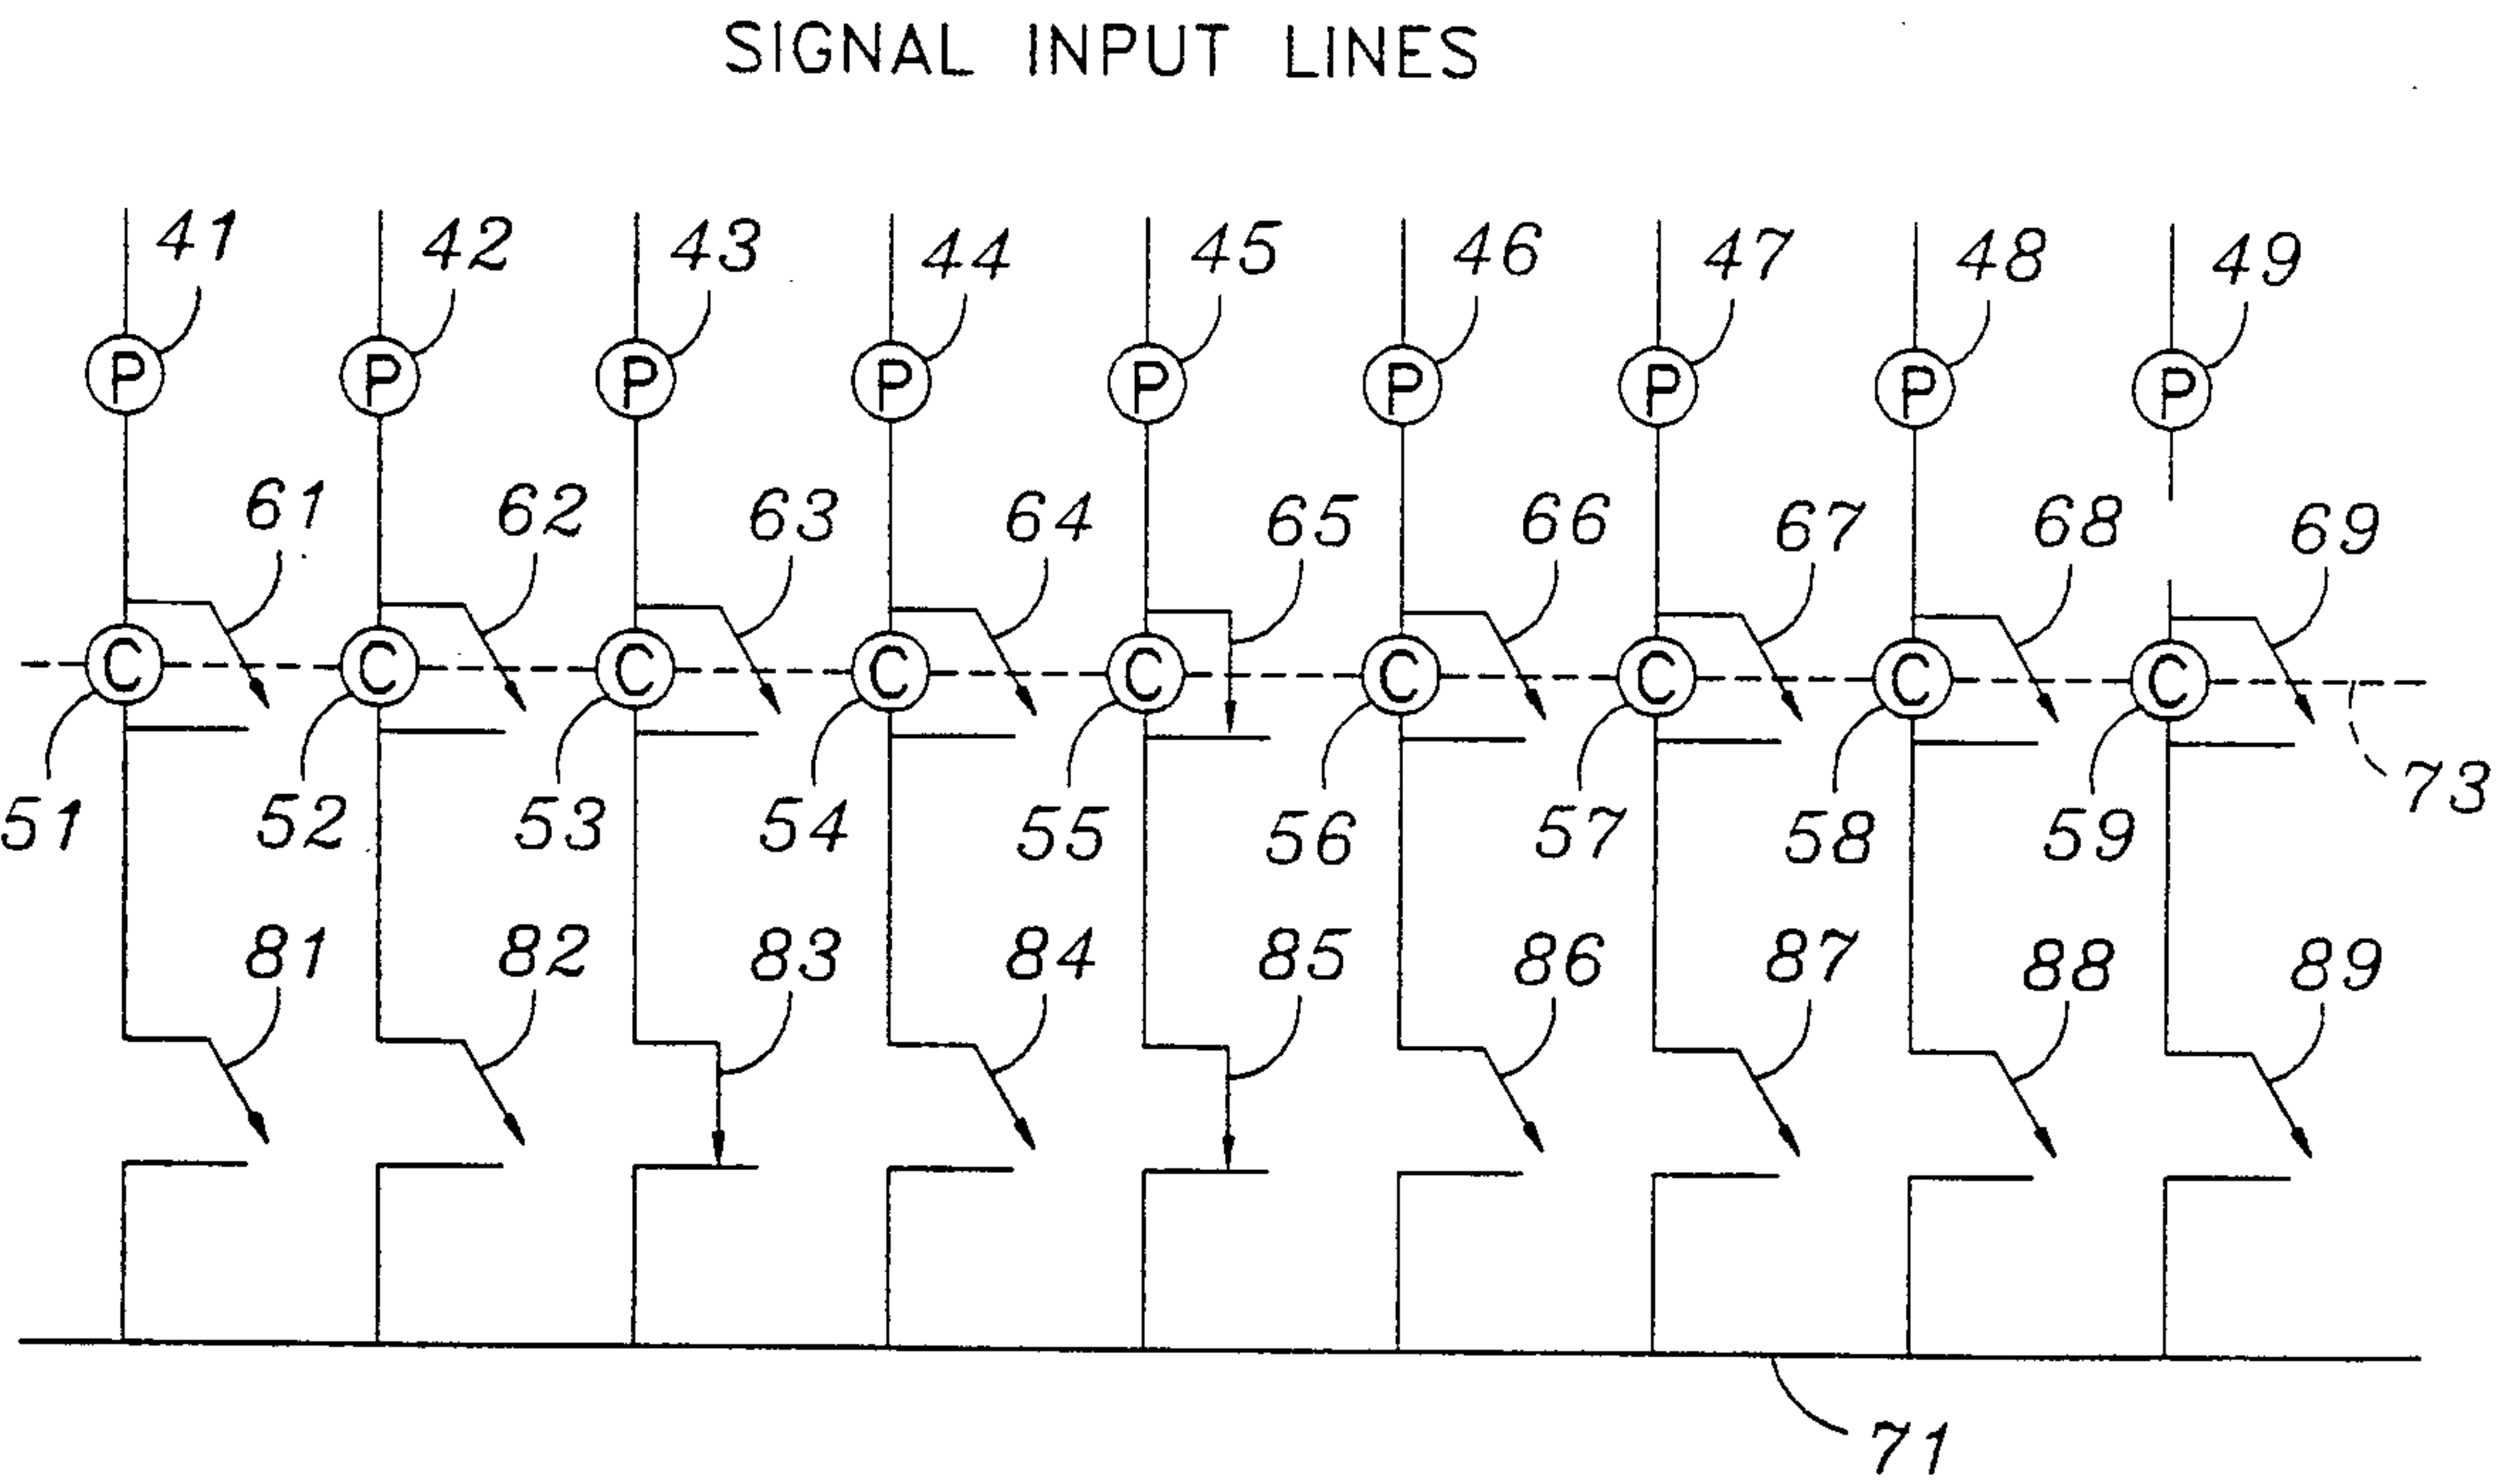 SIGNAL INPUT LINES
41 42 43 44 45 46 47 48 49
P P P P P P P P P
61 62 63 64 65 66 67 68 69
C C C C C C C C C
73
51 52 53 54 55 56 57 58 59
81 82 83 84 85 86 87 88 89
71